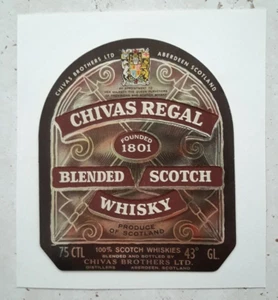 CHIVAS BROTHERS LTD ABERDEEN SCOTLAND
CHIVAS REGAL
FOUNDED
1801
BLENDED SCOTCH
WHISKY
PRODUCE
OF SCOTLAND
75 CTL 100% SCOTCH WHISKIES 43° GL.
BLENDED AND BOTTLED BY
CHIVAS BROTHERS LTD.
DISTILLERS ABERDEEN, SCOTLAND